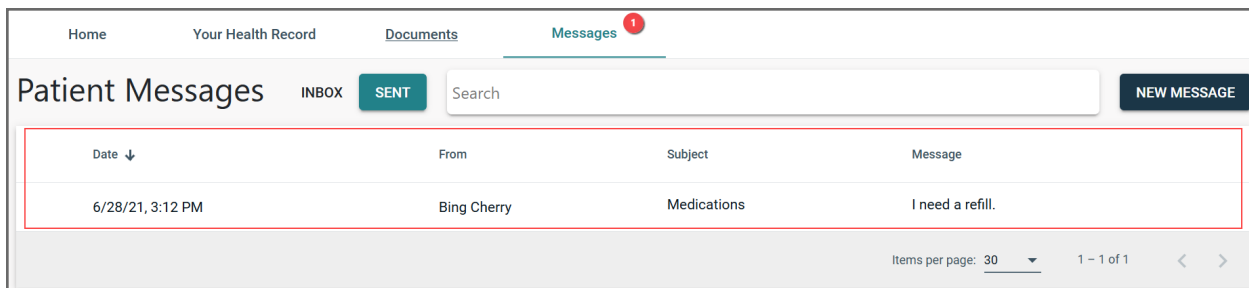 Home Your Health Record Documents Messages 1
Patient Messages INBOX SENT Search NEW MESSAGE
Date From Subject Message
6/28/21, 3:12 PM Bing Cherry Medications I need a refill.
Items per page: 30 1 – 1 of 1